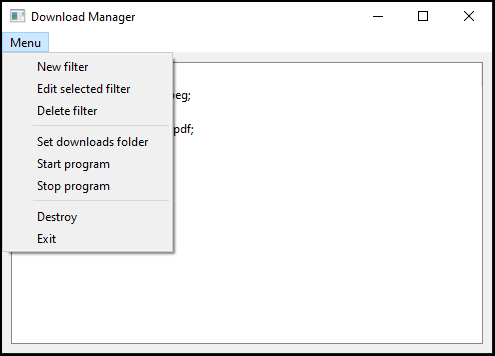 Download Manager
Menu
New filter
Edit selected filter
peg;
Delete filter
pdf;
Set downloads folder
Start program
Stop program
Destroy
Exit